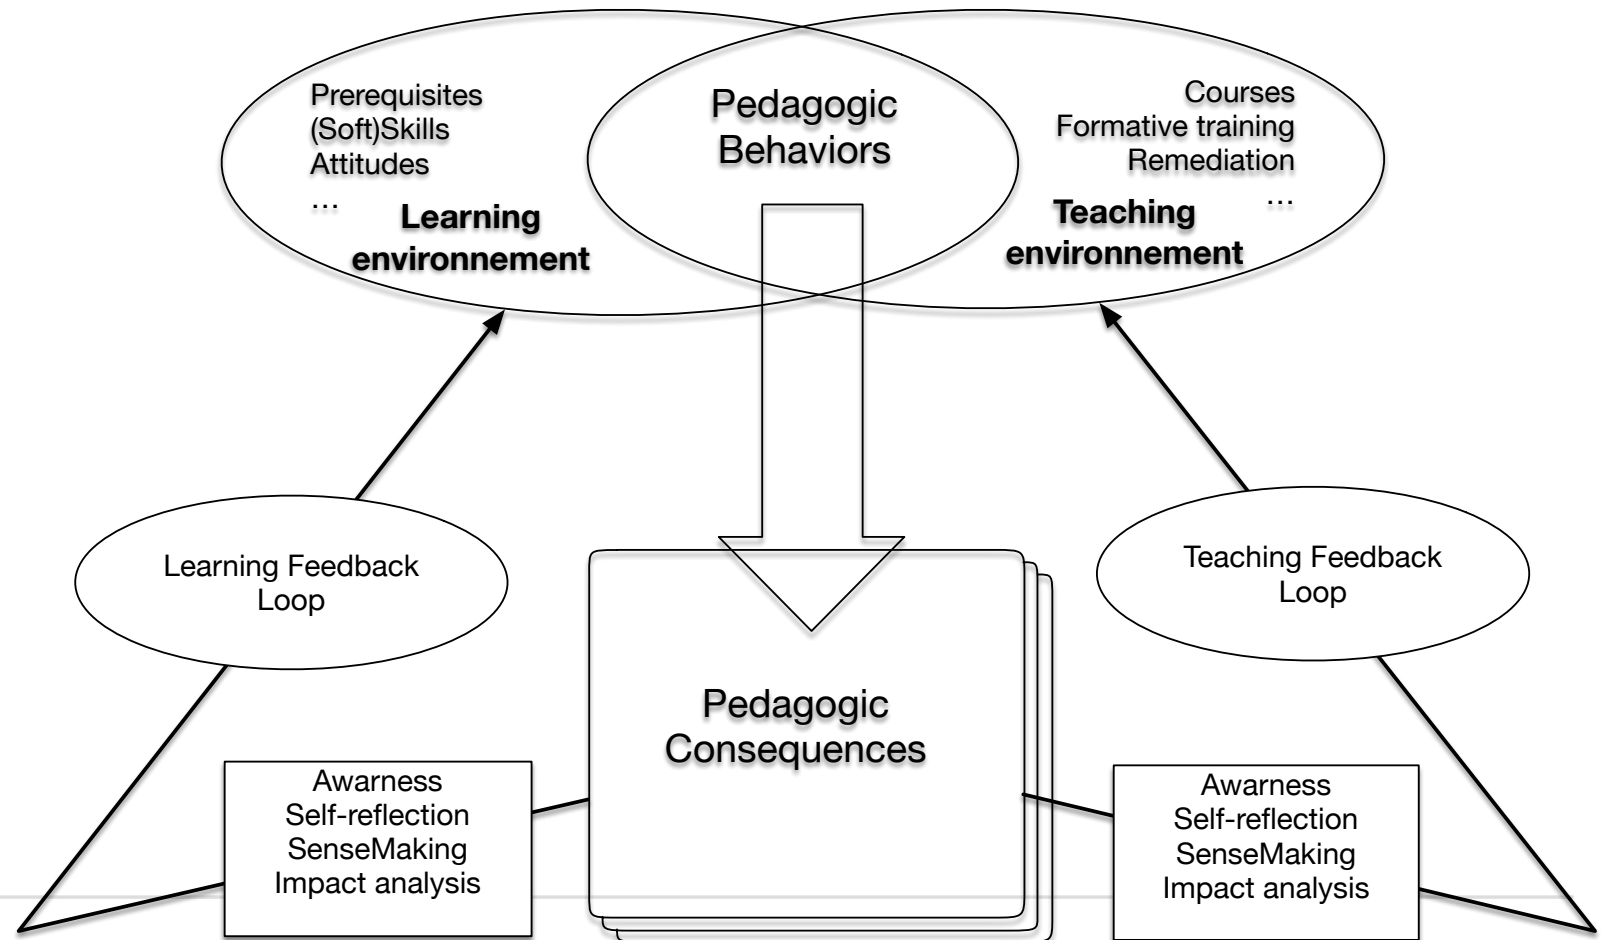 Prerequisites
(Soft)Skills
Attitudes
...
Learning
environnement
Pedagogic
Behaviors
Courses
Formative training
Remediation
...
Teaching
environnement
Learning Feedback
Loop
Teaching Feedback
Loop
Pedagogic
Consequences
Awarness
Self-reflection
SenseMaking
Impact analysis
Awarness
Self-reflection
SenseMaking
Impact analysis